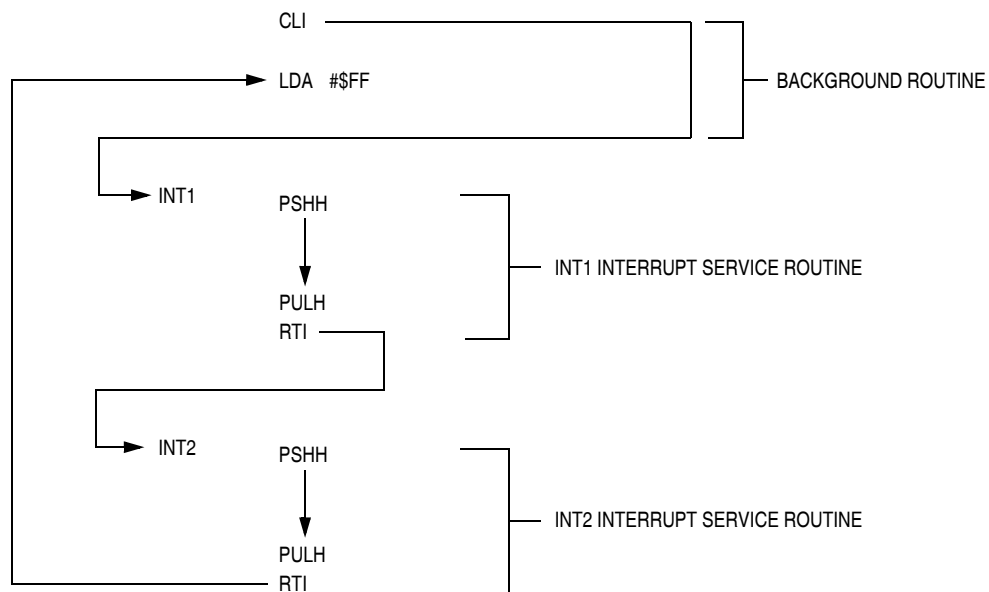 CLI
LDA #$FF
BACKGROUND ROUTINE
INT1
PSHH
INT1 INTERRUPT SERVICE ROUTINE
PULH
RTI
INT2
PSHH
INT2 INTERRUPT SERVICE ROUTINE
PULH
RTI